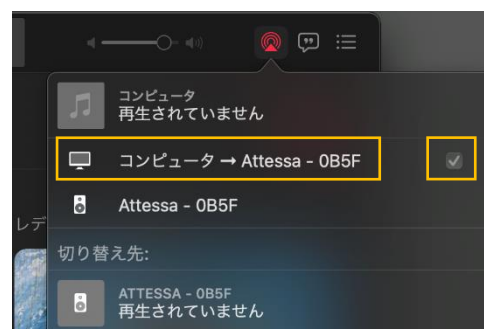 コンピュータ
再生されていません
コンピュータ → Attessa - 0B5F
Attessa - 0B5F
レデ
切り替え先:
ATTESSA - 0B5F
再生されていません